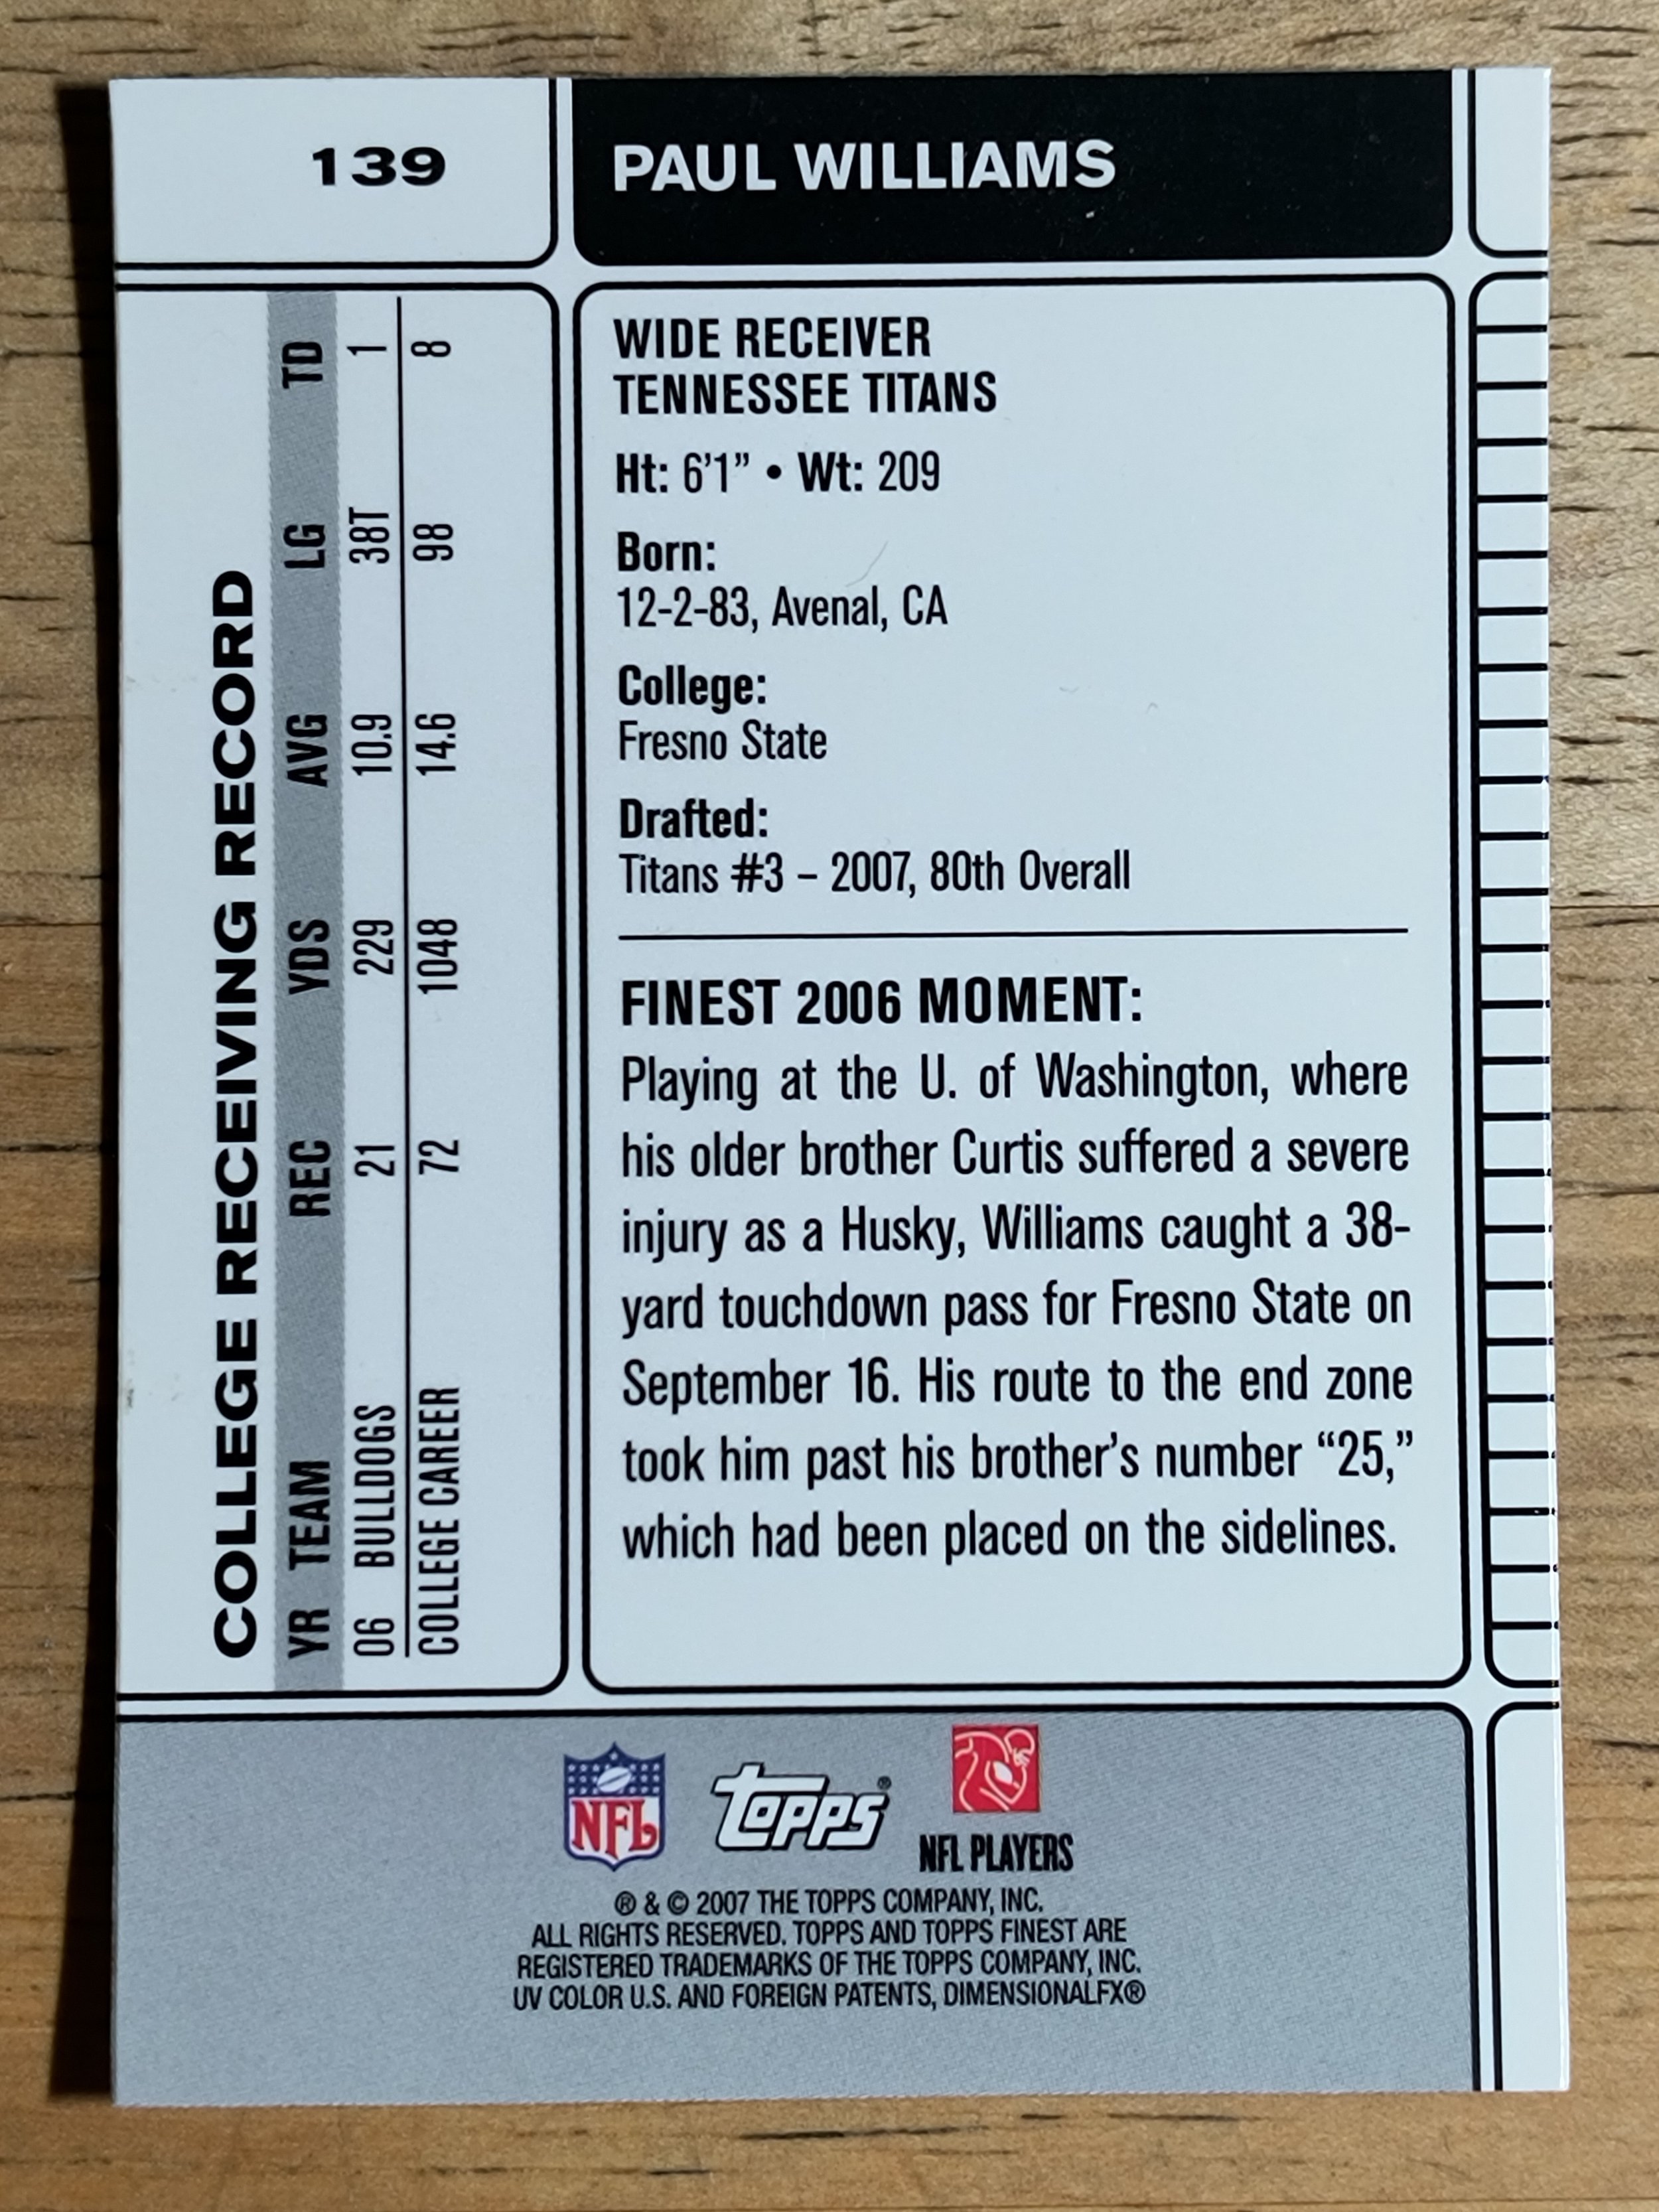 139
PAUL WILLIAMS
COLLEGE RECEIVING RECORD
YR TEAM REC YDS AVG LG TD
06 BULLDOGS 21 229 10.9 38T 1
COLLEGE CAREER 72 1048 14.6 98 8
WIDE RECEIVER
TENNESSEE TITANS
Ht: 6'1” • Wt: 209
Born:
12-2-83, Avenal, CA
College:
Fresno State
Drafted:
Titans #3 – 2007, 80th Overall
FINEST 2006 MOMENT:
Playing at the U. of Washington, where
his older brother Curtis suffered a severe
injury as a Husky, Williams caught a 38-
yard touchdown pass for Fresno State on
September 16. His route to the end zone
took him past his brother’s number “25,”
which had been placed on the sidelines.
NFL
Topps®
NFL PLAYERS
® & © 2007 THE TOPPS COMPANY, INC.
ALL RIGHTS RESERVED. TOPPS AND TOPPS FINEST ARE
REGISTERED TRADEMARKS OF THE TOPPS COMPANY, INC.
UV COLOR U.S. AND FOREIGN PATENTS, DIMENSIONALFX®